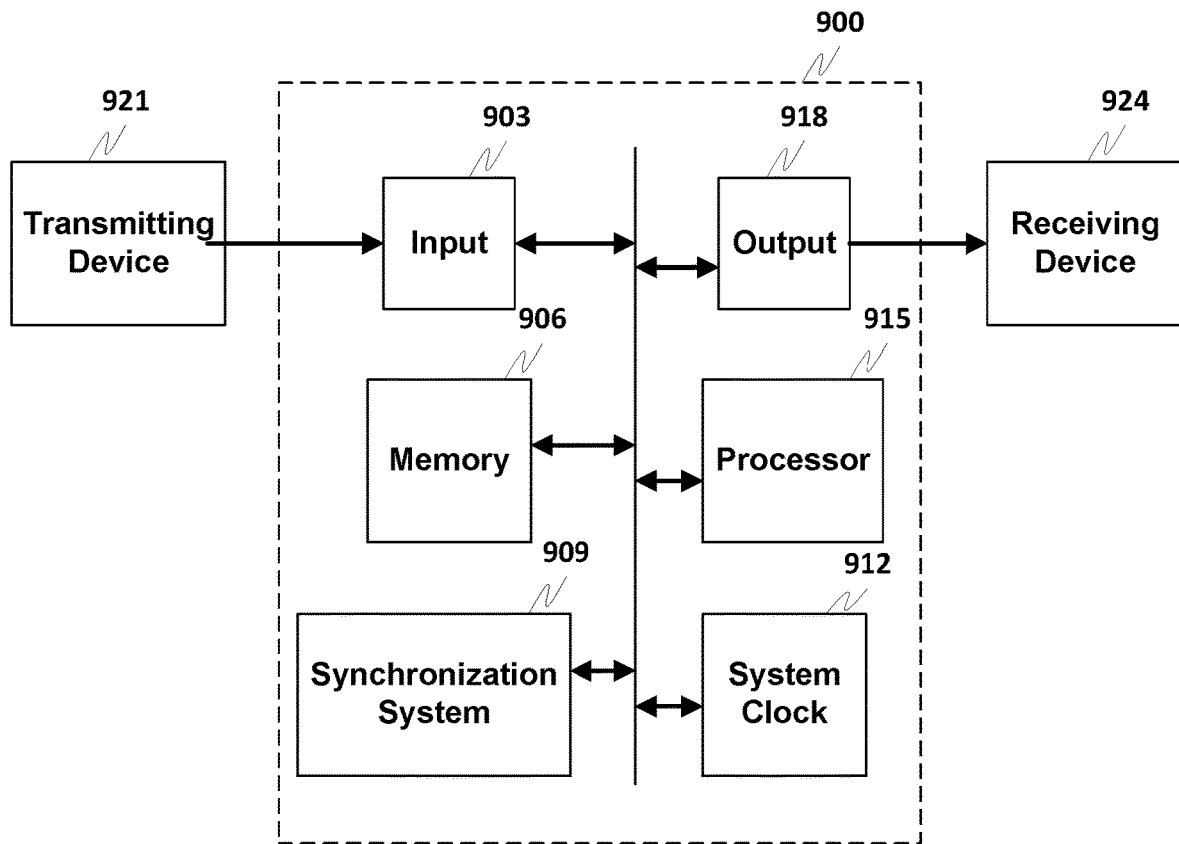 900
921
903
918
924
Transmitting
Device
Input
Output
Receiving
Device
906
915
Memory
Processor
909
912
Synchronization
System
System
Clock